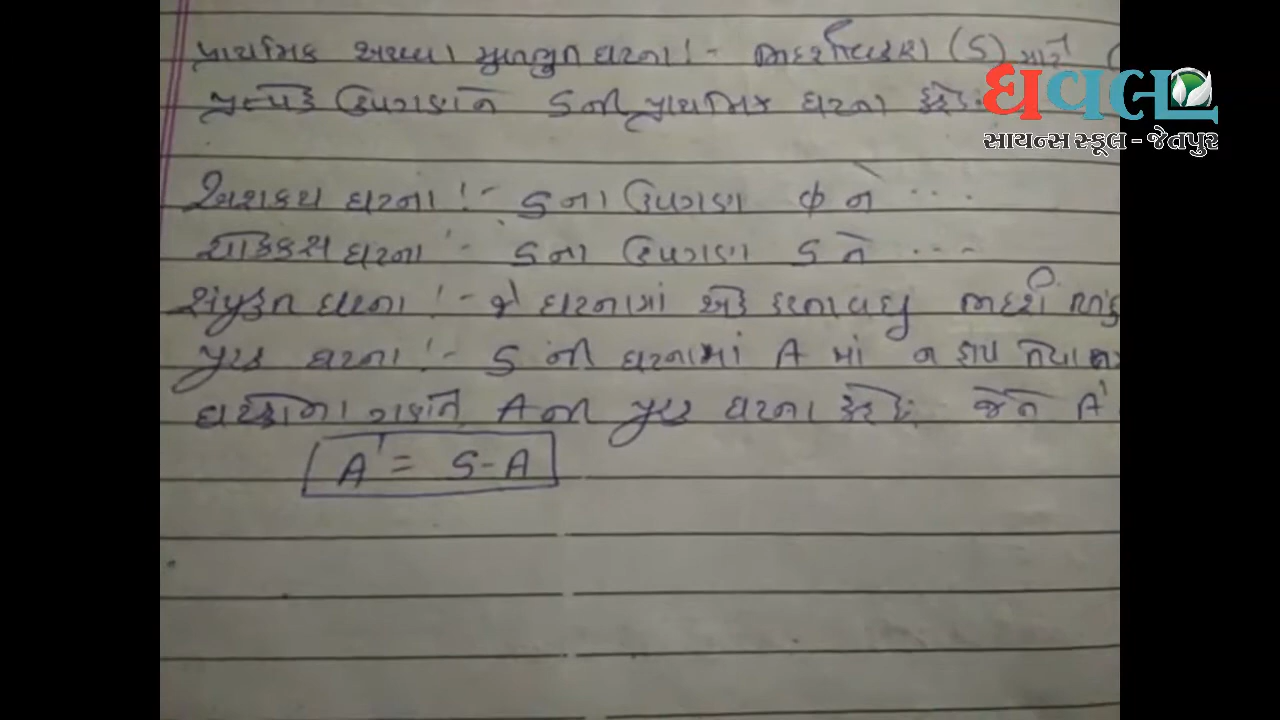 પ્રાથમિક અથવા મુળભુત ઘટના :- નિદર્શાવકાશ (S) માટે
ધવલ
પ્રત્યેક ઉપગણને S ની પ્રાથમિક ઘટના કહે છે.
સાયન્સ સ્કૂલ - જેતપુર
અશક્ય ઘટના :- S ના ઉપગણ ϕ ને ...
ચોક્કસ ઘટના :- S ના ઉપગણ S ને ...
સંયુક્ત ઘટના :- જે ઘટનામાં એક કરતા વધુ નિદર્શ
પુરક ઘટના :- S ની ઘટનામાં A માં ન હોય તેવા
ઘટકોના ગણને A ની પુરક ઘટના કહે છે. જેને A'
A' = S - A